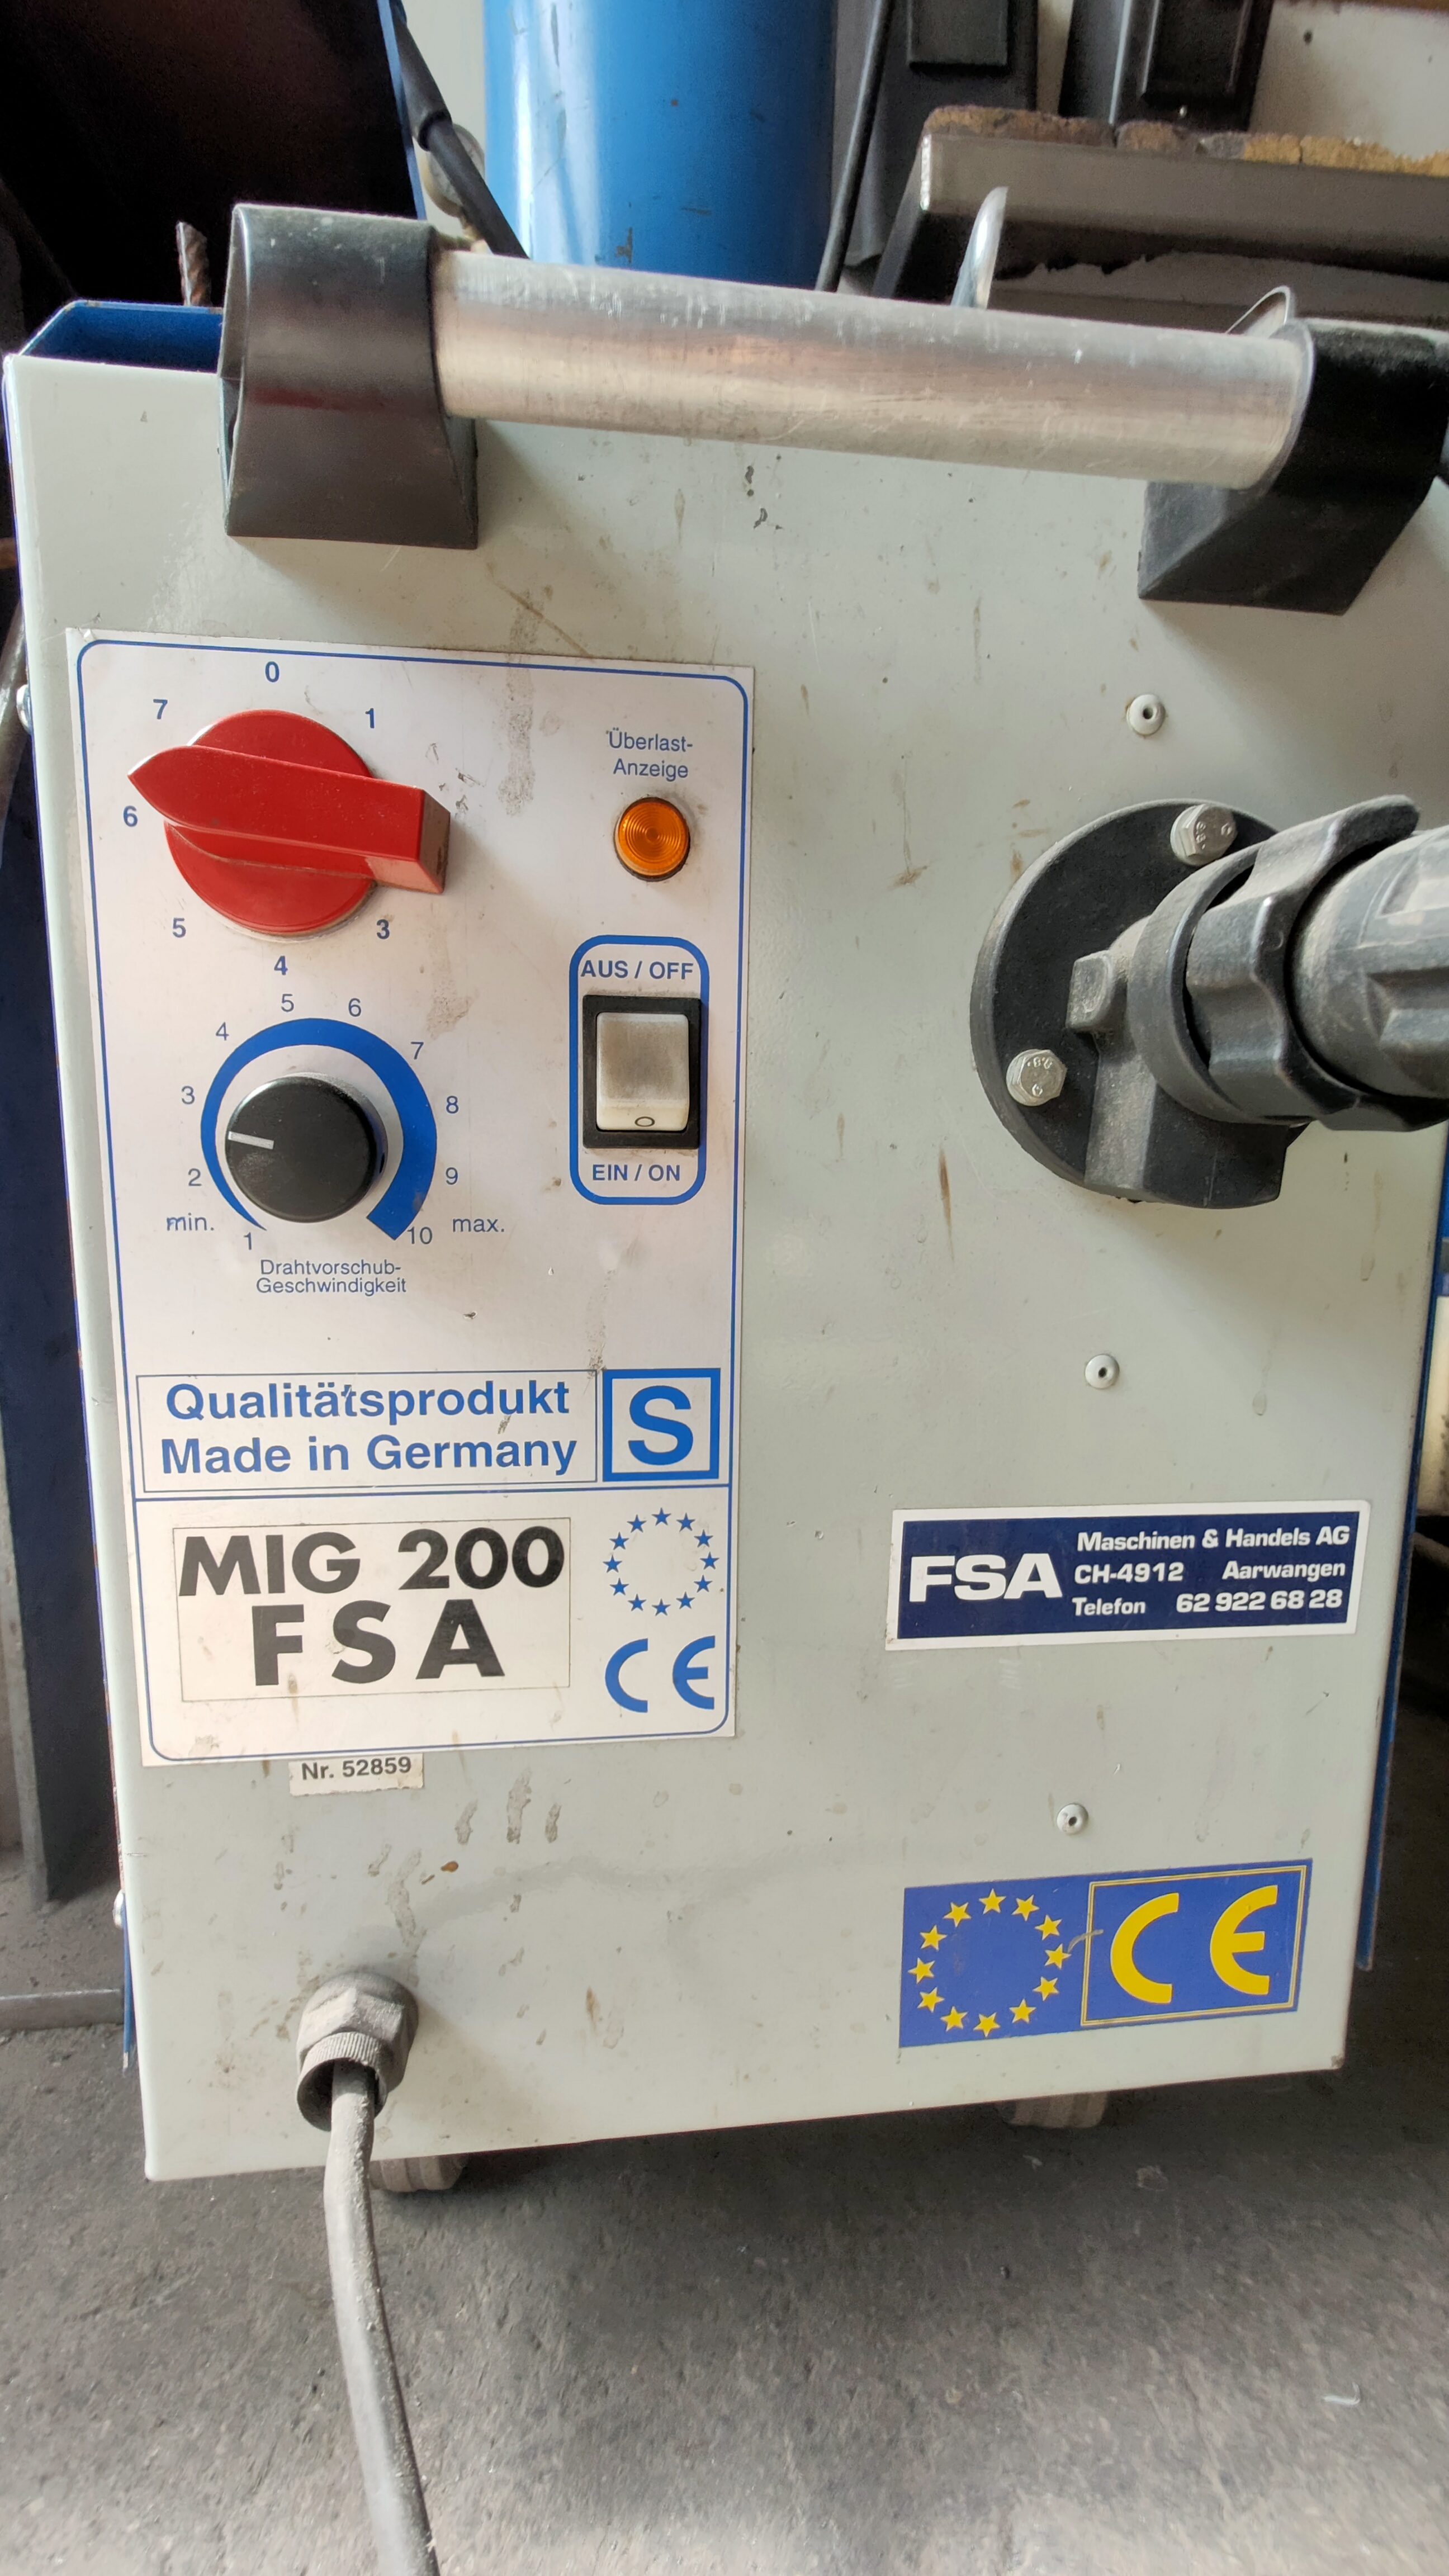 0
7
1
6
5
3
4
Überlast-
Anzeige
AUS / OFF
EIN / ON
5
6
4
7
3
8
2
9
min.
1
10
max.
Drahtvorschub-
Geschwindigkeit
Qualitätsprodukt
Made in Germany
S
MIG 200
FSA
CE
Nr. 52859
FSA
Maschinen & Handels AG
CH-4912 Aarwangen
Telefon 62 922 68 28
CE